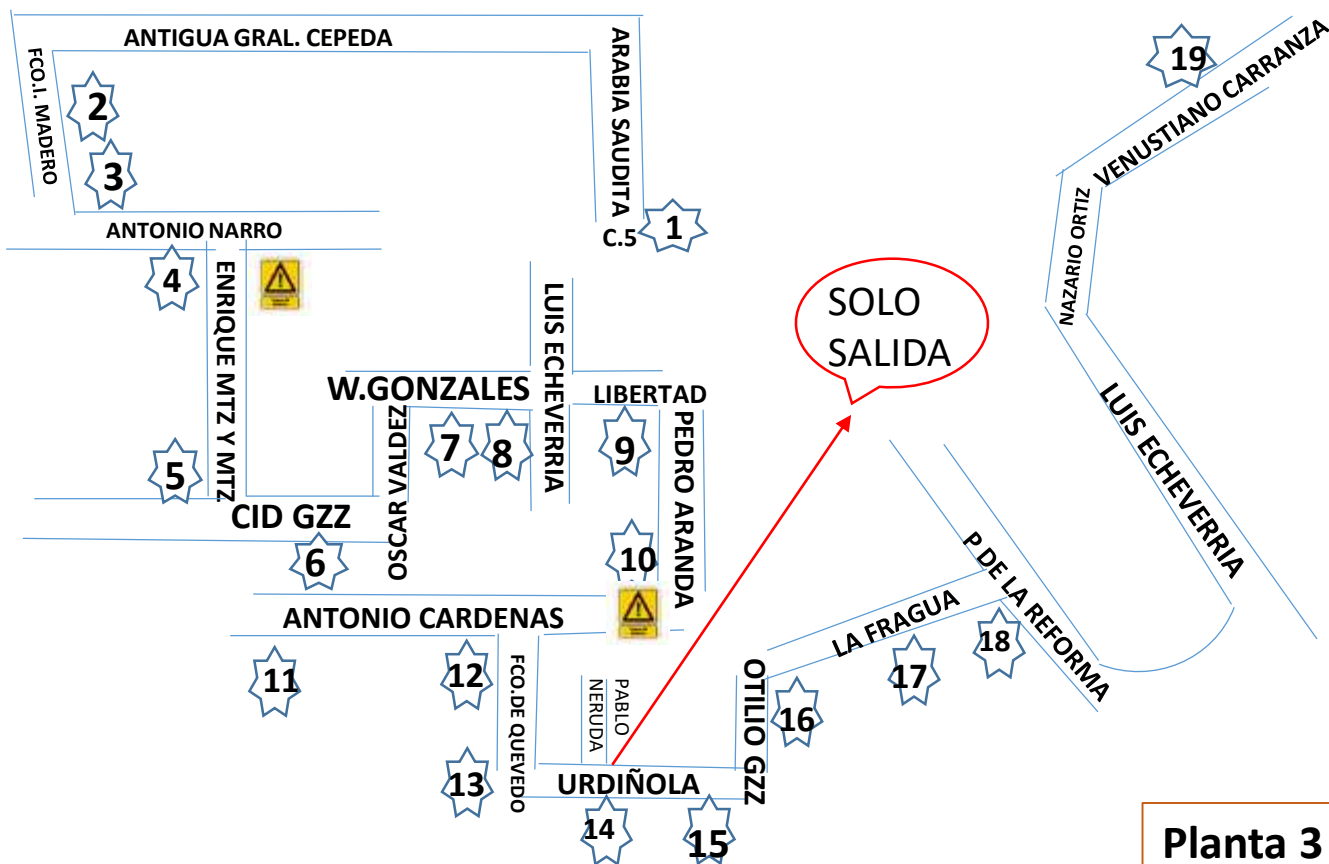 ANTIGUA GRAL. CEPEDA
FCO.I. MADERO
ARABIA SAUDITA
19
VENUSTIANO CARRANZA
2
3
1
C.5
ANTONIO NARRO
NAZARIO ORTIZ
4
ENRIQUE MTZ Y MTZ
LUIS ECHEVERRIA
SOLO
SALIDA
W.GONZALES
LIBERTAD
LUIS ECHEVERRIA
OSCAR VALDEZ
7
8
9
PEDRO ARANDA
5
CID GZZ
6
10
P DE LA REFORMA
ANTONIO CARDENAS
LA FRAGUA
11
12
FCO.DE QUEVEDO
PABLO
NERUDA
OTILIO GZZ
16
17
18
13
URDIÑOLA
14
15
Planta 3